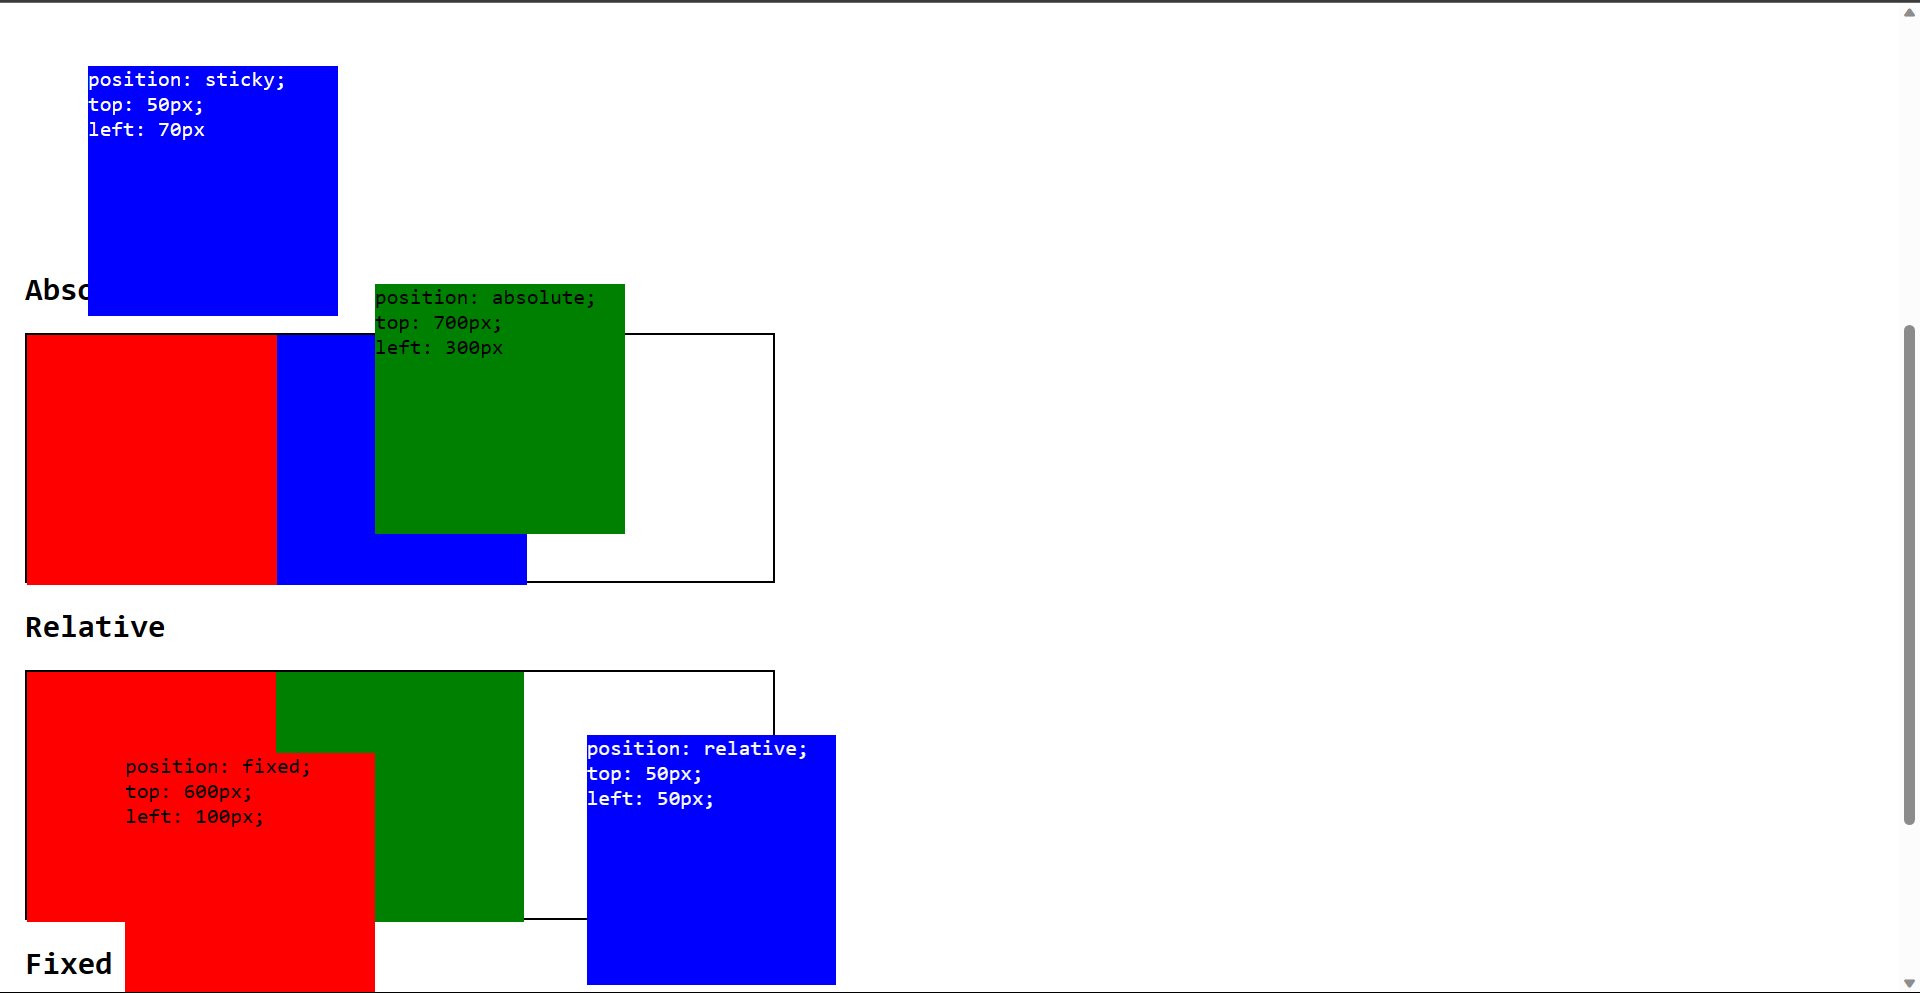 position: sticky;
top: 50px;
left: 70px
Abso
position: absolute;
top: 700px;
left: 300px
Relative
position: relative;
top: 50px;
left: 50px;
position: fixed;
top: 600px;
left: 100px;
Fixed